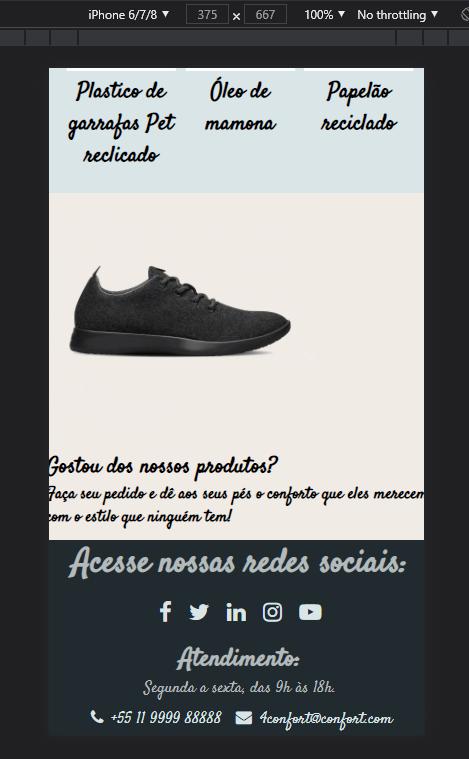 iPhone 6/7/8 ▼ 375 × 667 100% ▼ No throttling ▼
Plastico de Óleo de Papelão
garrafas Pet mamona reciclado
reclicado
Gostou dos nossos produtos?
Faça seu pedido e dê aos seus pés o conforto que eles merecem
com o estilo que ninguém tem!
Acesse nossas redes sociais:
Atendimento:
Segunda a sexta, das 9h às 18h.
+55 11 9999 88888 4confort@confort.com